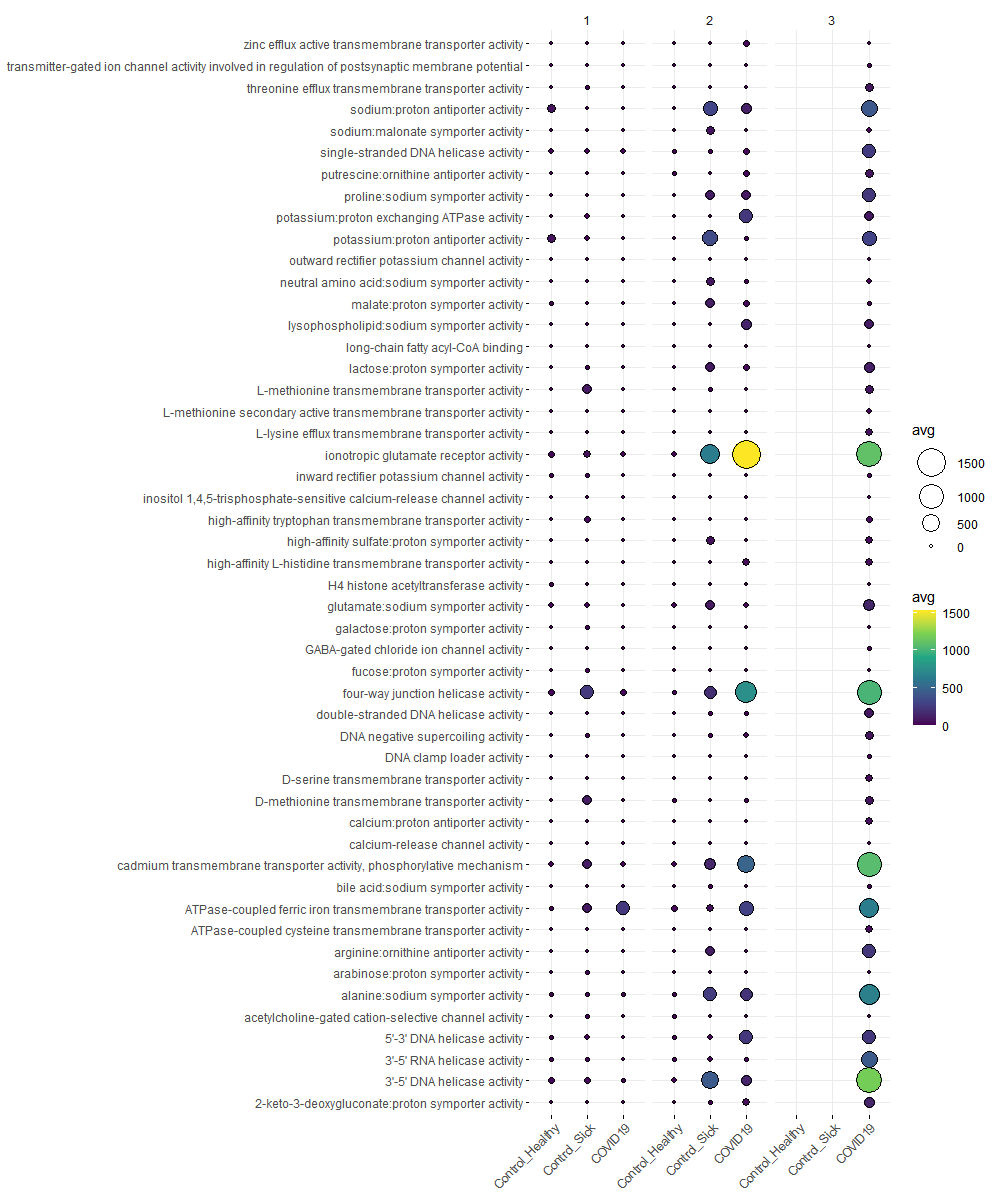 1 2 3
zinc efflux active transmembrane transporter activity
transmitter-gated ion channel activity involved in regulation of postsynaptic membrane potential
threonine efflux transmembrane transporter activity
sodium:proton antiporter activity
sodium:malonate symporter activity
single-stranded DNA helicase activity
putrescine:ornithine antiporter activity
proline:sodium symporter activity
potassium:proton exchanging ATPase activity
potassium:proton antiporter activity
outward rectifier potassium channel activity
neutral amino acid:sodium symporter activity
malate:proton symporter activity
lysophospholipid:sodium symporter activity
long-chain fatty acyl-CoA binding
lactose:proton symporter activity
L-methionine transmembrane transporter activity
L-methionine secondary active transmembrane transporter activity
L-lysine efflux transmembrane transporter activity
ionotropic glutamate receptor activity
inward rectifier potassium channel activity
inositol 1,4,5-trisphosphate-sensitive calcium-release channel activity
high-affinity tryptophan transmembrane transporter activity
high-affinity sulfate:proton symporter activity
high-affinity L-histidine transmembrane transporter activity
H4 histone acetyltransferase activity
glutamate:sodium symporter activity
galactose:proton symporter activity
GABA-gated chloride ion channel activity
fucose:proton symporter activity
four-way junction helicase activity
double-stranded DNA helicase activity
DNA negative supercoiling activity
DNA clamp loader activity
D-serine transmembrane transporter activity
D-methionine transmembrane transporter activity
calcium:proton antiporter activity
calcium-release channel activity
cadmium transmembrane transporter activity, phosphorylative mechanism
bile acid:sodium symporter activity
ATPase-coupled ferric iron transmembrane transporter activity
ATPase-coupled cysteine transmembrane transporter activity
arginine:ornithine antiporter activity
arabinose:proton symporter activity
alanine:sodium symporter activity
acetylcholine-gated cation-selective channel activity
5'-3' DNA helicase activity
3'-5' RNA helicase activity
3'-5' DNA helicase activity
2-keto-3-deoxygluconate:proton symporter activity
Control_Healthy
Control_Sick
COVID19
Control_Healthy
Control_Sick
COVID19
Control_Healthy
Control_Sick
COVID19
avg
1500
1000
500
0
avg
1500
1000
500
0